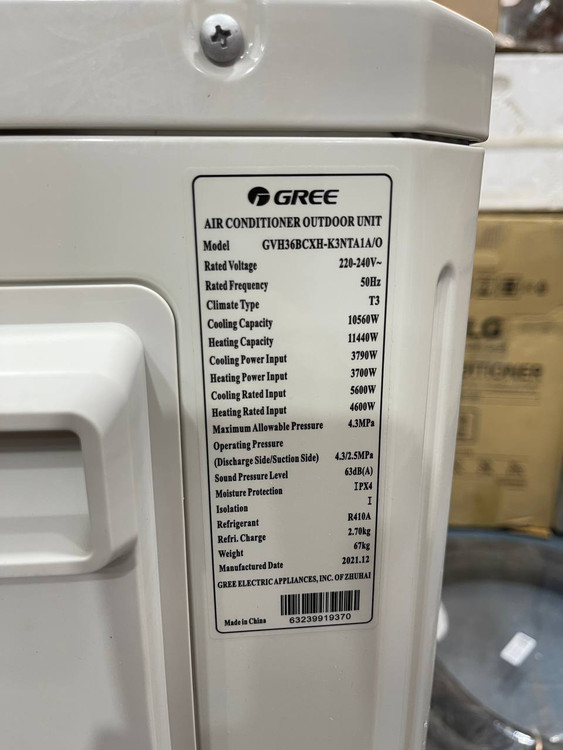 GREE
AIR CONDITIONER OUTDOOR UNIT
Model GVH36BCXH-K3NTA1A/O
Rated Voltage 220-240V~
Rated Frequency 50Hz
Climate Type T3
Cooling Capacity 10560W
Heating Capacity 11440W
Cooling Power Input 3790W
Heating Power Input 3700W
Cooling Rated Input 5600W
Heating Rated Input 4600W
Maximum Allowable Pressure 4.3MPa
Operating Pressure
(Discharge Side/Suction Side) 4.3/2.5MPa
Sound Pressure Level 63dB(A)
Moisture Protection IPX4
Isolation I
Refrigerant R410A
Refri. Charge 2.70kg
Weight 67kg
Manufactured Date 2021.12
GREE ELECTRIC APPLIANCES, INC. OF ZHUHAI
Made in China 63239919370
LG